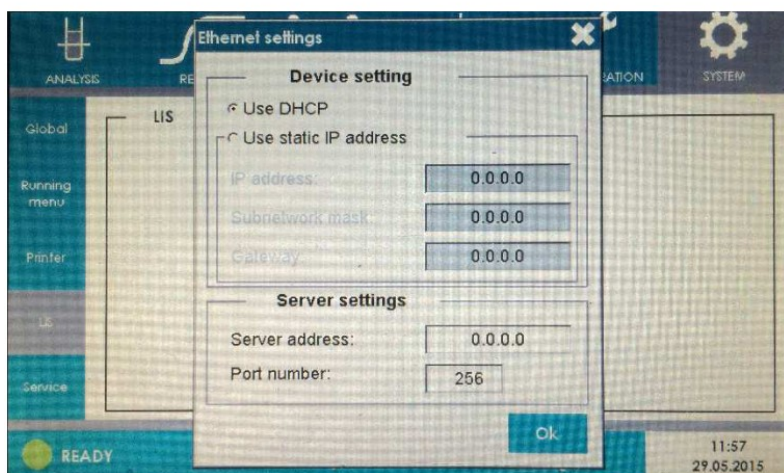 Ethernet settings
ANALYSIS
RE
RATION
SYSTEM
Device setting
Use DHCP
Use static IP address
IP address:
0.0.0.0
Subnetwork mask
0.0.0.0
Gateway
0.0.0.0
Server settings
Server address:
0.0.0.0
Port number:
256
Ok
LIS
Global
Running
menu
Printer
LIS
Service
READY
11:57
29.05.2015